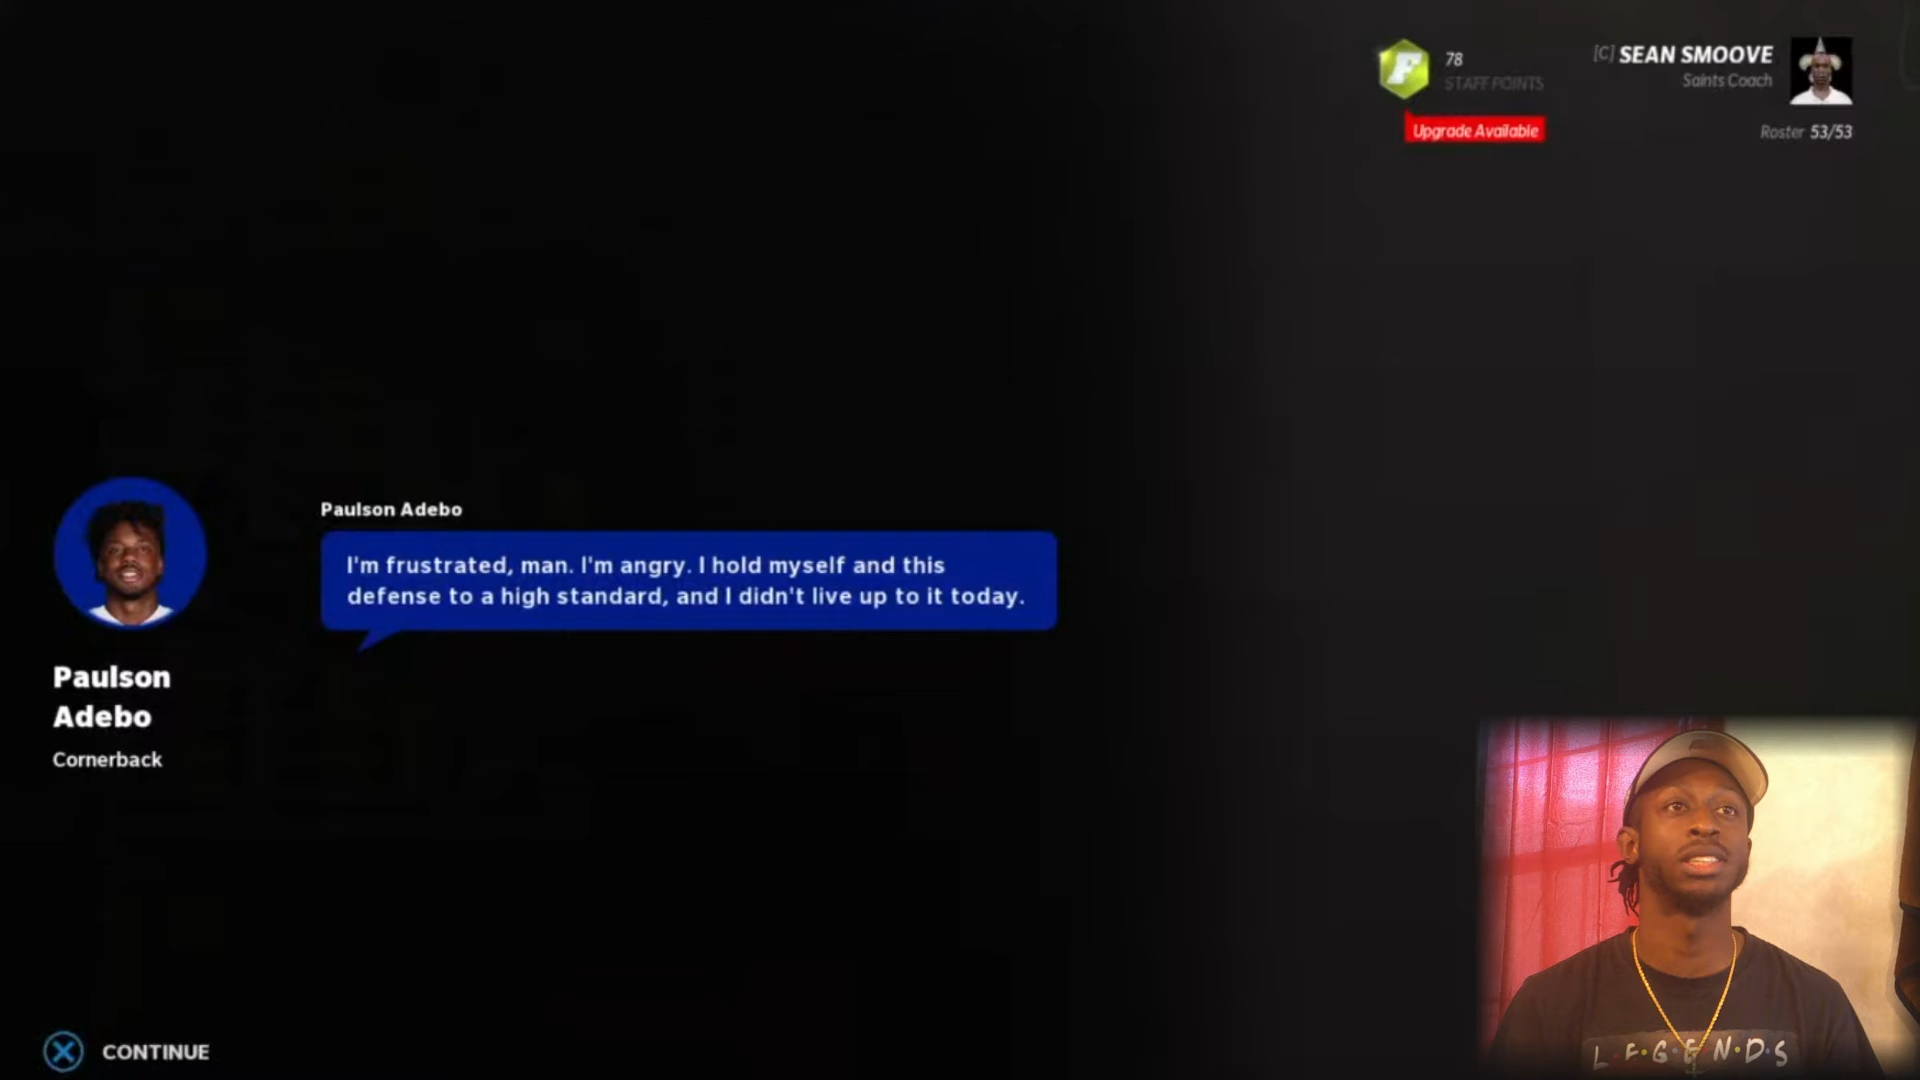 78
STAFF POINTS
Upgrade Available
[C] SEAN SMOOVE
Saints Coach
Roster 53/53
Paulson Adebo
I'm frustrated, man. I'm angry. I hold myself and this
defense to a high standard, and I didn't live up to it today.
Paulson
Adebo
Cornerback
CONTINUE
L·E·G·E·N·D·S